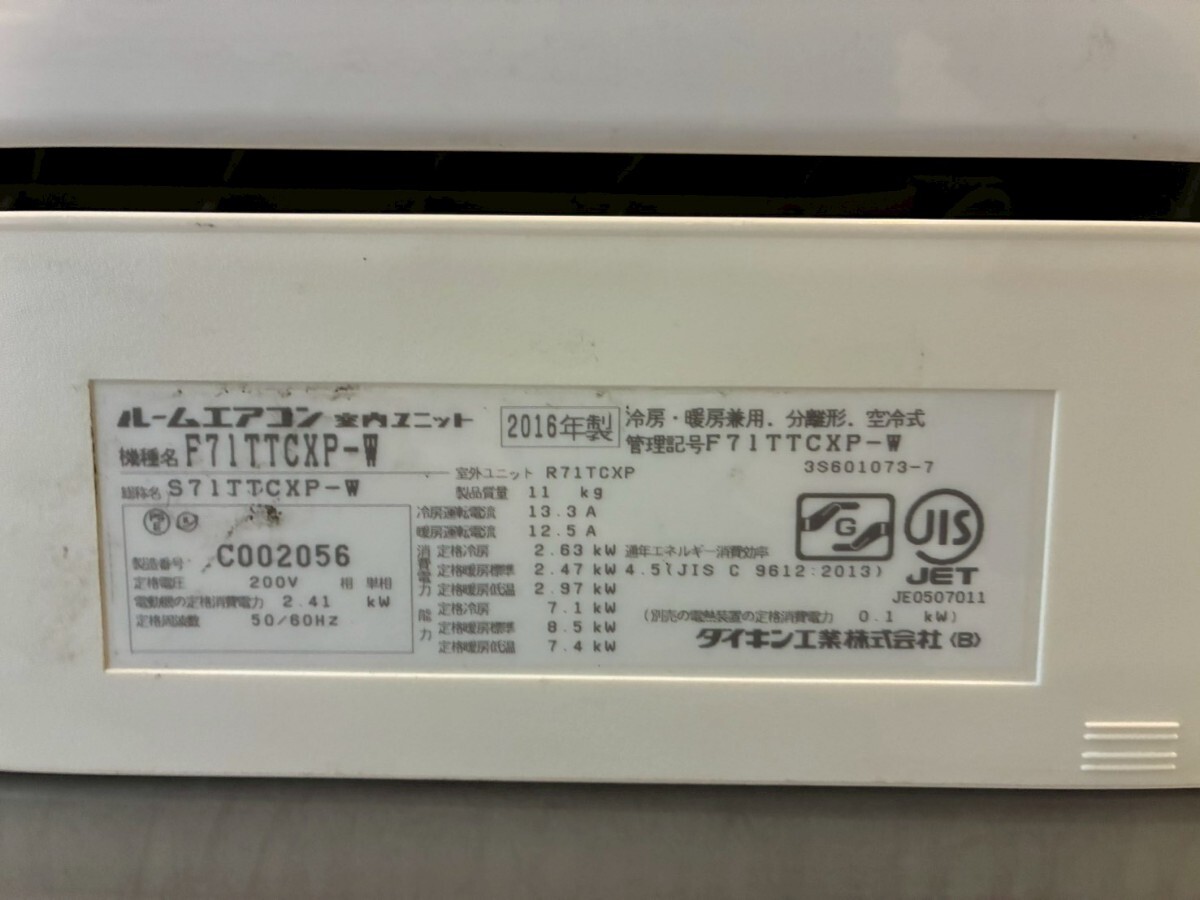 ルームエアコン 室内ユニット
2016年製
冷房・暖房兼用．分離形．空冷式
機種名 F71TTCXP-W
管理記号F71TTCXP-W
3S601073-7
室外ユニット R71TCXP
総称名 S71TTCXP-W
製品質量 11 kg
冷房運転電流 13.3 A
暖房運転電流 12.5 A
消費電力 定格冷房 2.63 kW
定格暖房標準 2.47 kW
定格暖房低温 2.97 kW
能力 定格冷房 7.1 kW
定格暖房標準 8.5 kW
定格暖房低温 7.4 kW
製造番号 C002056
定格電圧 200V 相 単相
電動機の定格消費電力 2.41 kW
定格周波数 50/60Hz
通年エネルギー消費効率
4.5(JIS C 9612:2013)
G
JIS
JET
JE0507011
(別売の電熱装置の定格消費電力 0.1 kW)
ダイキン工業株式会社 (B)